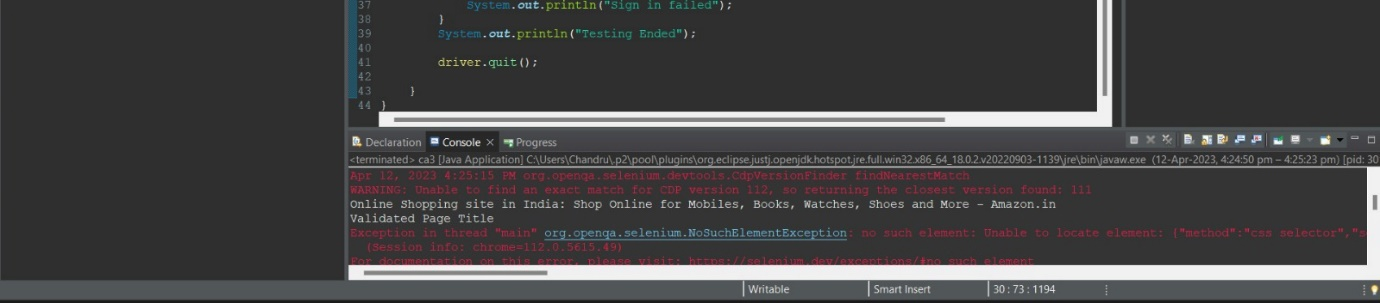 37 System.out.println("Sign in failed");
38 }
39 System.out.println("Testing Ended");
40
41 driver.quit();
42
43 }
44 }
Declaration Console × Progress
<terminated> ca3 [Java Application] C:\Users\Chandru\.p2\pool\plugins\org.eclipse.justj.openjdk.hotspot.jre.full.win32.x86_64_18.0.2.v20220903-1139\jre\bin\javaw.exe (12-Apr-2023, 4:24:50 pm – 4:25:23 pm) [pid: 30
Apr 12, 2023 4:25:15 PM org.openqa.selenium.devtools.CdpVersionFinder findNearestMatch
WARNING: Unable to find an exact match for CDP version 112, so returning the closest version found: 111
Online Shopping site in India: Shop Online for Mobiles, Books, Watches, Shoes and More - Amazon.in
Validated Page Title
Exception in thread "main" org.openqa.selenium.NoSuchElementException: no such element: Unable to locate element: {"method":"css selector","s
(Session info: chrome=112.0.5615.49)
For documentation on this error, please visit: https://selenium.dev/exceptions/#no_such_element
Writable Smart Insert 30 : 73 : 1194